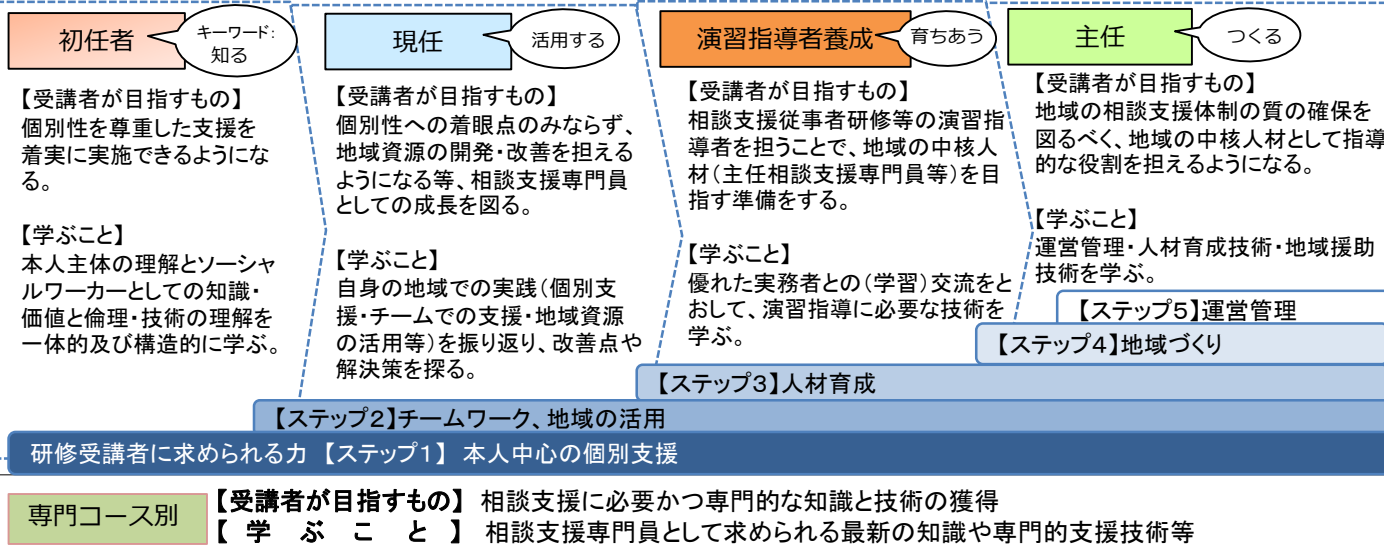 初任者
キーワード:
知る
【受講者が目指すもの】
個別性を尊重した支援を
着実に実施できるようにな
る。
【学ぶこと】
本人主体の理解とソーシャ
ルワーカーとしての知識・
価値と倫理・技術の理解を
一体的及び構造的に学ぶ。
現任
活用する
【受講者が目指すもの】
個別性への着眼点のみならず、
地域資源の開発・改善を担える
ようになる等、相談支援専門員
としての成長を図る。
【学ぶこと】
自身の地域での実践（個別支
援・チームでの支援・地域資源
の活用等）を振り返り、改善点や
解決策を探る。
演習指導者養成
育ちあう
【受講者が目指すもの】
相談支援従事者研修等の演習指
導者を担うことで、地域の中核人
材（主任相談支援専門員等）を目
指す準備をする。
【学ぶこと】
優れた実務者との（学習）交流をと
おして、演習指導に必要な技術を
学ぶ。
主任
つくる
【受講者が目指すもの】
地域の相談支援体制の質の確保を
図るべく、地域の中核人材として指導
的な役割を担えるようになる。
【学ぶこと】
運営管理・人材育成技術・地域援助
技術を学ぶ。
【ステップ５】運営管理
【ステップ４】地域づくり
【ステップ３】人材育成
【ステップ２】チームワーク、地域の活用
研修受講者に求められる力 【ステップ１】 本人中心の個別支援
専門コース別
【受講者が目指すもの】 相談支援に必要かつ専門的な知識と技術の獲得
【 学 ぶ こ と 】 相談支援専門員として求められる最新の知識や専門的支援技術等